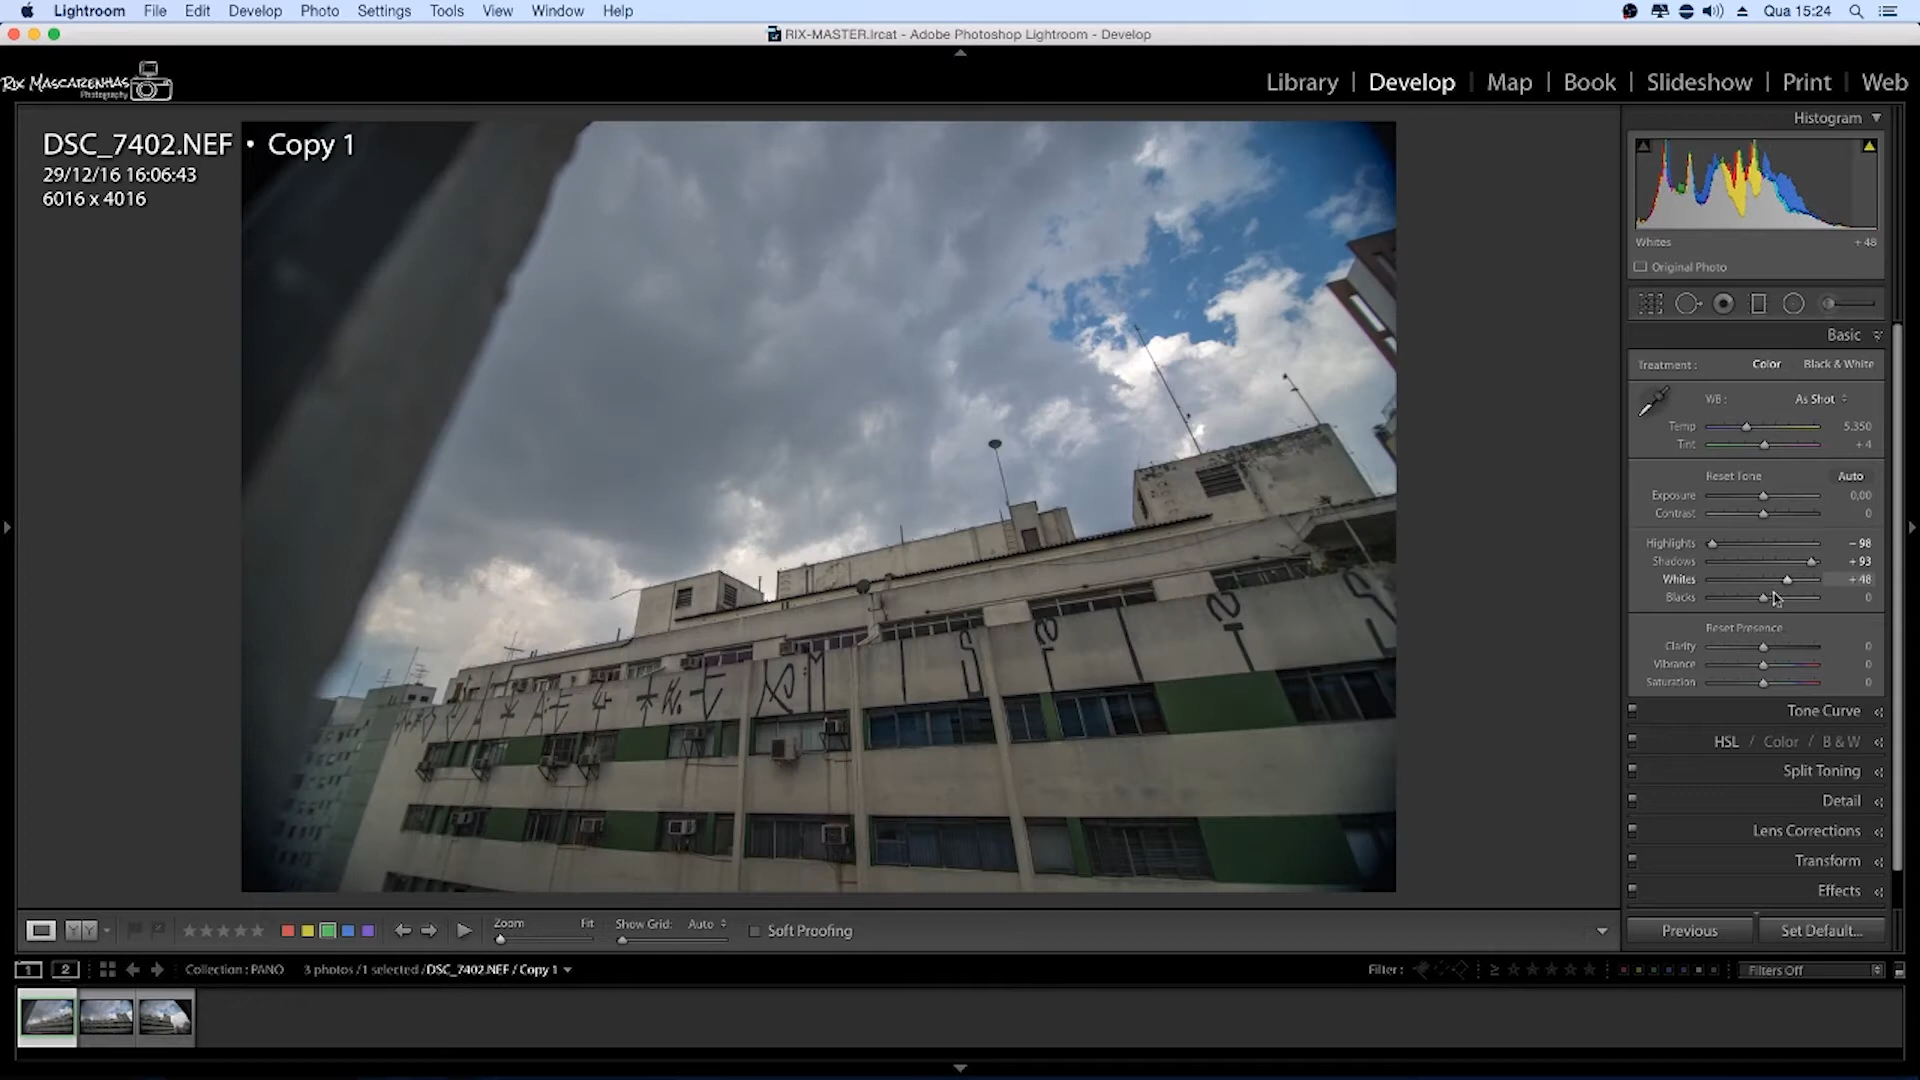 Lightroom File Edit Develop Photo Settings Tools View Window Help Qua 15:24
RIX-MASTER.lrcat - Adobe Photoshop Lightroom - Develop
RIX MASCARENHAS
Photography
Library | Develop | Map | Book | Slideshow | Print | Web
DSC_7402.NEF • Copy 1
29/12/16 16:06:43
6016 x 4016
Histogram
Whites + 48
Original Photo
Basic
Treatment : Color Black & White
WB : As Shot
Temp 5.350
Tint + 4
Reset Tone Auto
Exposure 0,00
Contrast 0
Highlights – 98
Shadows + 93
Whites + 48
Blacks 0
Reset Presence
Clarity 0
Vibrance 0
Saturation 0
Tone Curve
HSL / Color / B & W
Split Toning
Detail
Lens Corrections
Transform
Effects
Previous Set Default...
Y Y Zoom Fit Show Grid: Auto Soft Proofing
1 2 Collection : PANO 3 photos / 1 selected / DSC_7402.NEF / Copy 1 Filter : ≥ Filters Off